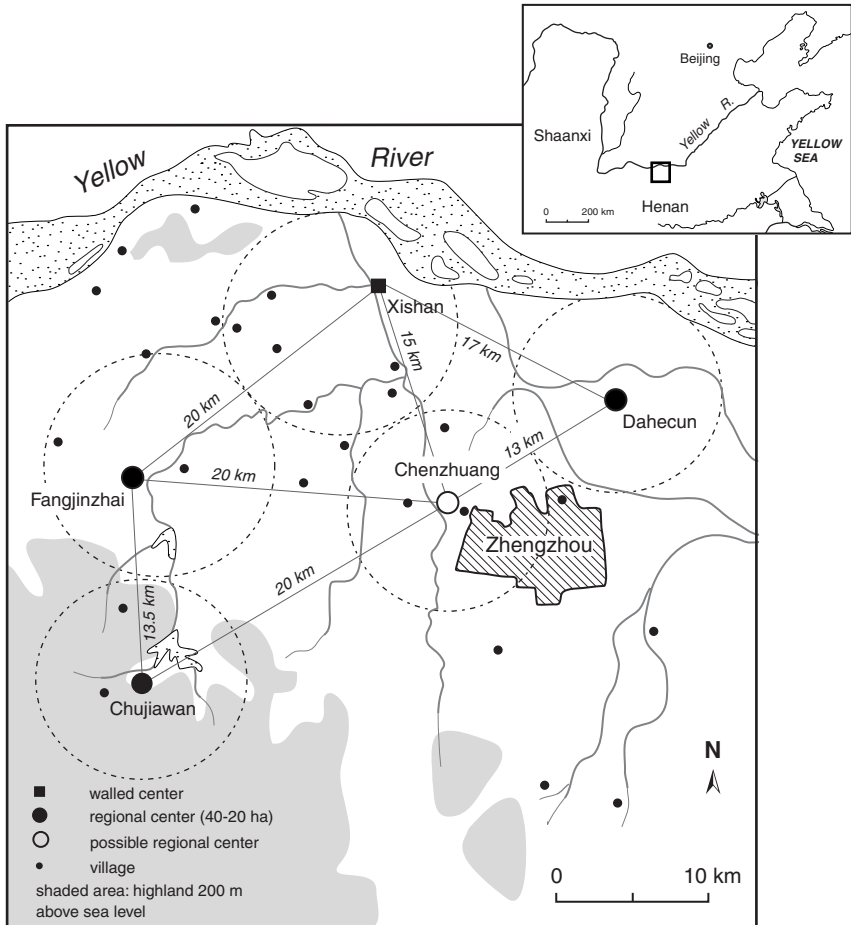 Beijing
Shaanxi
Yellow R.
YELLOW
SEA
0 200 km
Henan
Yellow River
Xishan
15 km
17 km
20 km
Dahecun
13 km
Chenzhuang
20 km
Fangjinzhai
Zhengzhou
20 km
13.5 km
Chujiawan
N
walled center
regional center (40-20 ha)
possible regional center
village
shaded area: highland 200 m
above sea level
0 10 km